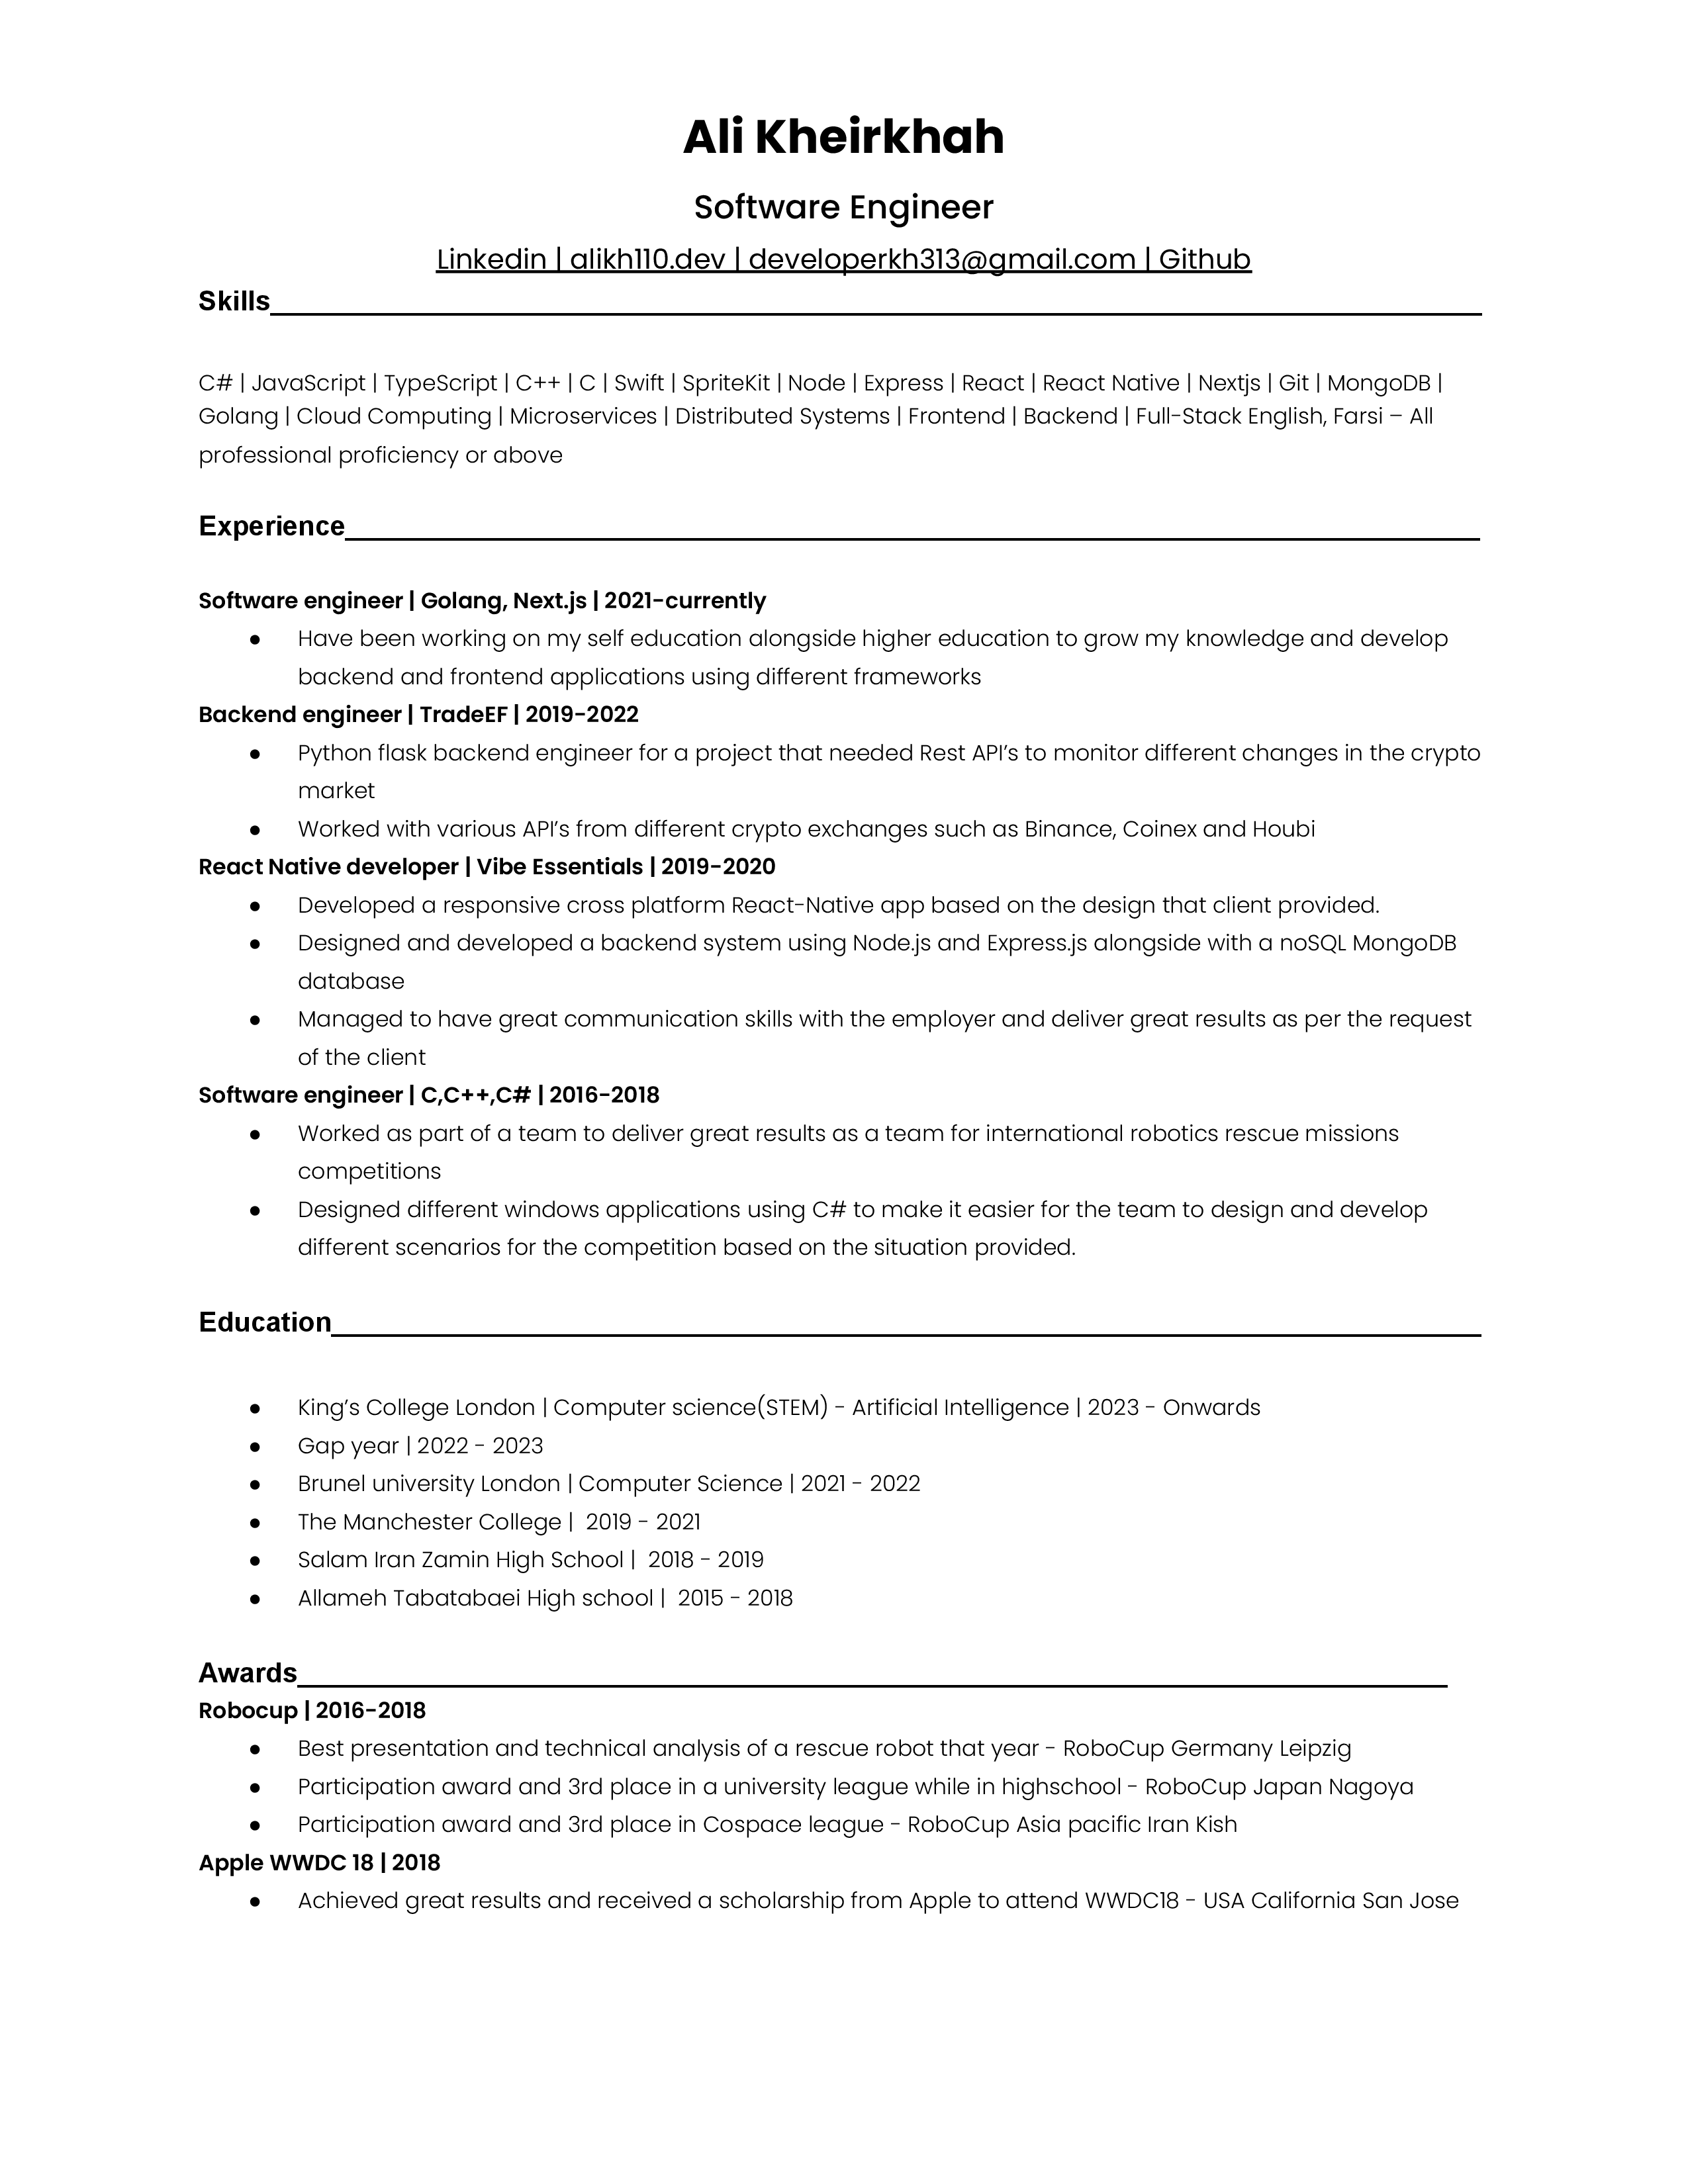 Ali Kheirkhah
Software Engineer
Linkedin | alikh110.dev | developerkh313@gmail.com | Github
Skills
C# | JavaScript | TypeScript | C++ | C | Swift | SpriteKit | Node | Express | React | React Native | Nextjs | Git | MongoDB |
Golang | Cloud Computing | Microservices | Distributed Systems | Frontend | Backend | Full-Stack English, Farsi – All
professional proficiency or above
Experience
Software engineer | Golang, Next.js | 2021-currently
● Have been working on my self education alongside higher education to grow my knowledge and develop
backend and frontend applications using different frameworks
Backend engineer | TradeEF | 2019-2022
● Python flask backend engineer for a project that needed Rest API’s to monitor different changes in the crypto
market
● Worked with various API’s from different crypto exchanges such as Binance, Coinex and Houbi
React Native developer | Vibe Essentials | 2019-2020
● Developed a responsive cross platform React-Native app based on the design that client provided.
● Designed and developed a backend system using Node.js and Express.js alongside with a noSQL MongoDB
database
● Managed to have great communication skills with the employer and deliver great results as per the request
of the client
Software engineer | C,C++,C# | 2016-2018
● Worked as part of a team to deliver great results as a team for international robotics rescue missions
competitions
● Designed different windows applications using C# to make it easier for the team to design and develop
different scenarios for the competition based on the situation provided.
Education
● King’s College London | Computer science(STEM) - Artificial Intelligence | 2023 - Onwards
● Gap year | 2022 - 2023
● Brunel university London | Computer Science | 2021 - 2022
● The Manchester College | 2019 - 2021
● Salam Iran Zamin High School | 2018 - 2019
● Allameh Tabatabaei High school | 2015 - 2018
Awards
Robocup | 2016-2018
● Best presentation and technical analysis of a rescue robot that year - RoboCup Germany Leipzig
● Participation award and 3rd place in a university league while in highschool - RoboCup Japan Nagoya
● Participation award and 3rd place in Cospace league - RoboCup Asia pacific Iran Kish
Apple WWDC 18 | 2018
● Achieved great results and received a scholarship from Apple to attend WWDC18 - USA California San Jose